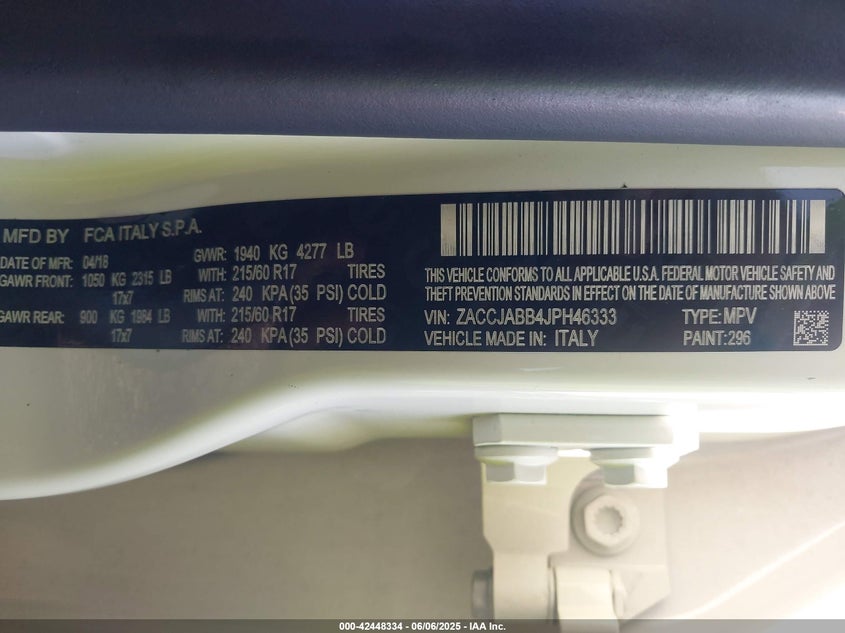 MFD BY FCA ITALY S.P.A.
DATE OF MFR: 04/18 GVWR: 1940 KG 4277 LB
GAWR FRONT: 1050 KG 2315 LB WITH: 215/60 R17 TIRES
17x7 RIMS AT: 240 KPA(35 PSI) COLD
GAWR REAR: 900 KG 1984 LB WITH: 215/60 R17 TIRES
17x7 RIMS AT: 240 KPA(35 PSI) COLD
THIS VEHICLE CONFORMS TO ALL APPLICABLE U.S.A. FEDERAL MOTOR VEHICLE SAFETY AND
THEFT PREVENTION STANDARDS IN EFFECT ON THE DATE OF MANUFACTURE SHOWN ABOVE
VIN: ZACCJABB4JPH46333 TYPE: MPV
VEHICLE MADE IN: ITALY PAINT: 296
000-42448334 - 06/06/2025 - IAA Inc.